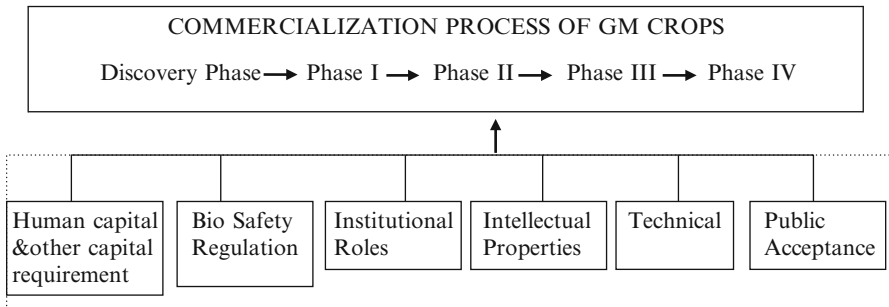 COMMERCIALIZATION PROCESS OF GM CROPS
Discovery Phase Phase I Phase II Phase III Phase IV
Human capital
&other capital
requirement
Bio Safety
Regulation
Institutional
Roles
Intellectual
Properties
Technical
Public
Acceptance